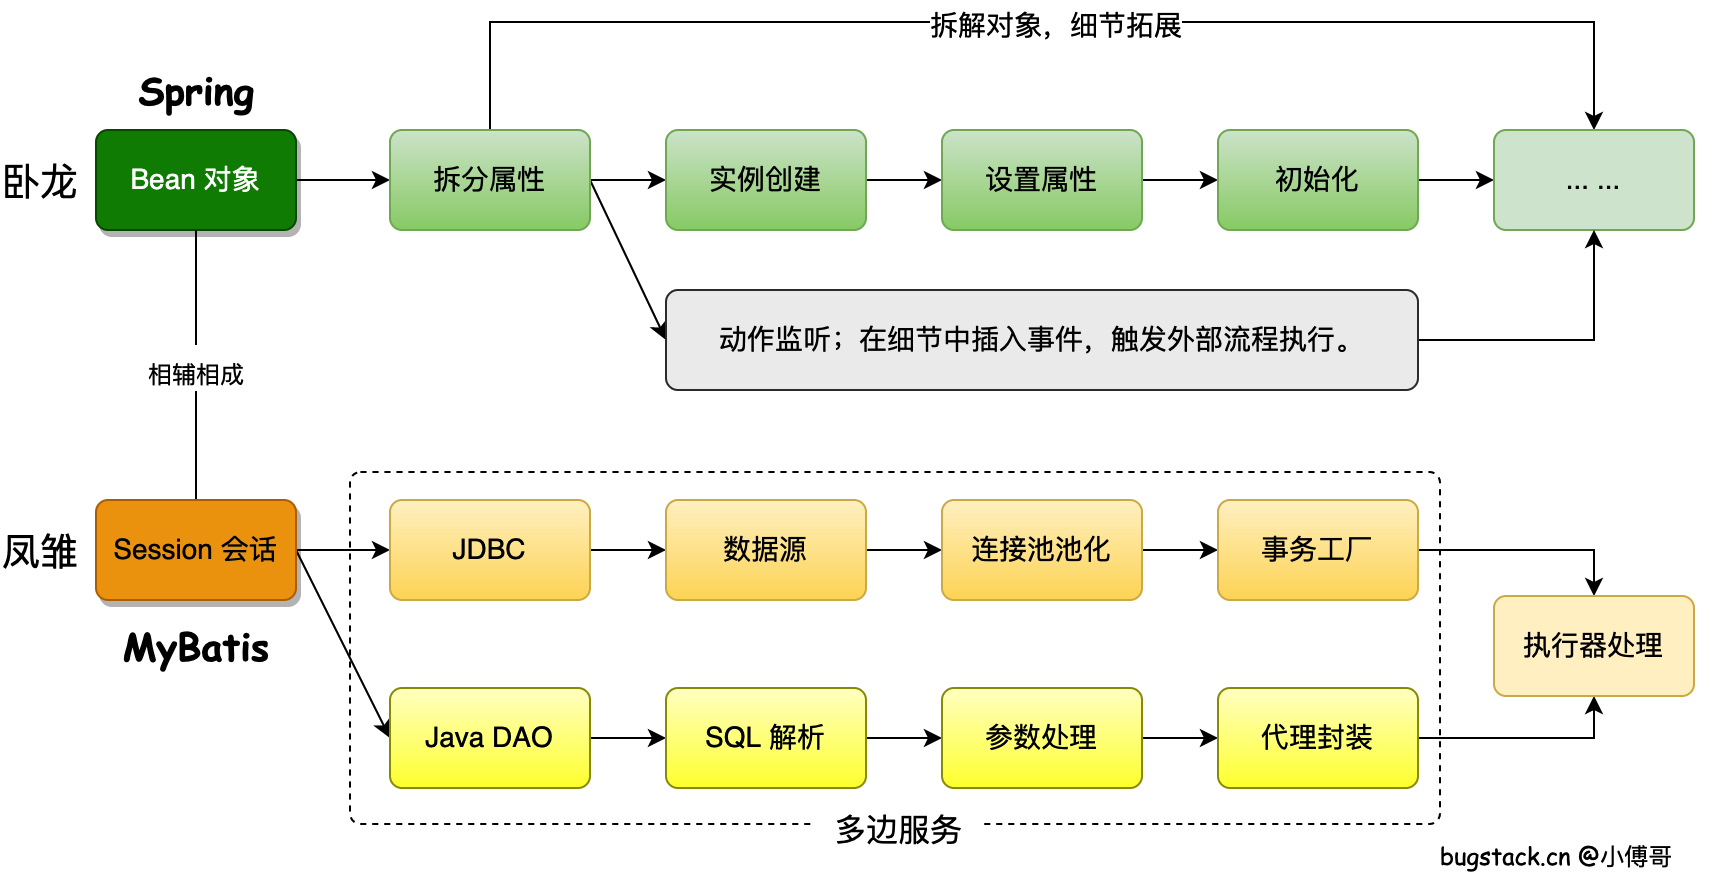 拆解对象，细节拓展
Spring
卧龙
Bean 对象
拆分属性
实例创建
设置属性
初始化
... ...
动作监听；在细节中插入事件，触发外部流程执行。
相辅相成
凤雏
Session 会话
JDBC
数据源
连接池池化
事务工厂
MyBatis
执行器处理
Java DAO
SQL 解析
参数处理
代理封装
多边服务
bugstack.cn @小傅哥